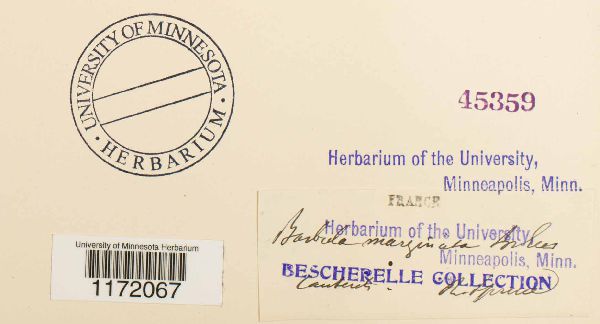 UNIVERSITY OF MINNESOTA
· HERBARIUM ·
45359
Herbarium of the University,
Minneapolis, Minn.
FRANCE
Herbarium of the University,
Barbula marginata
Minneapolis, Minn.
BESCHERELLE COLLECTION
R. Spruce
University of Minnesota Herbarium
1172067